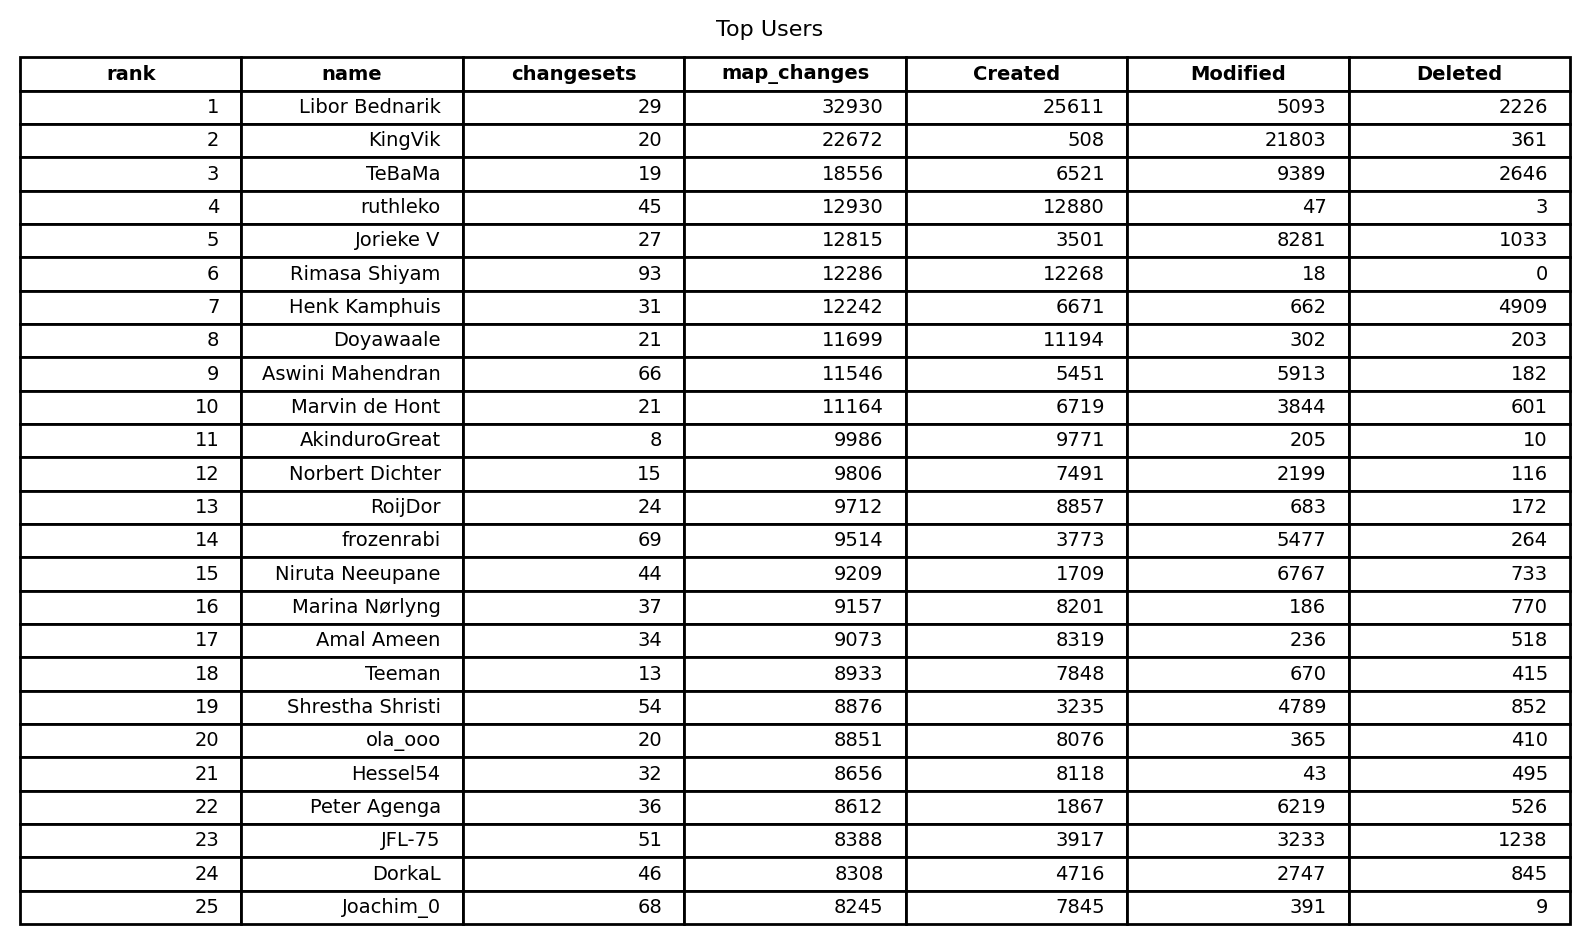 Top Users
rank name changesets map_changes Created Modified Deleted
1 Libor Bednarik 29 32930 25611 5093 2226
2 KingVik 20 22672 508 21803 361
3 TeBaMa 19 18556 6521 9389 2646
4 ruthleko 45 12930 12880 47 3
5 Jorieke V 27 12815 3501 8281 1033
6 Rimasa Shiyam 93 12286 12268 18 0
7 Henk Kamphuis 31 12242 6671 662 4909
8 Doyawaale 21 11699 11194 302 203
9 Aswini Mahendran 66 11546 5451 5913 182
10 Marvin de Hont 21 11164 6719 3844 601
11 AkinduroGreat 8 9986 9771 205 10
12 Norbert Dichter 15 9806 7491 2199 116
13 RoijDor 24 9712 8857 683 172
14 frozenrabi 69 9514 3773 5477 264
15 Niruta Neeupane 44 9209 1709 6767 733
16 Marina Nørlyng 37 9157 8201 186 770
17 Amal Ameen 34 9073 8319 236 518
18 Teeman 13 8933 7848 670 415
19 Shrestha Shristi 54 8876 3235 4789 852
20 ola_ooo 20 8851 8076 365 410
21 Hessel54 32 8656 8118 43 495
22 Peter Agenga 36 8612 1867 6219 526
23 JFL-75 51 8388 3917 3233 1238
24 DorkaL 46 8308 4716 2747 845
25 Joachim_0 68 8245 7845 391 9